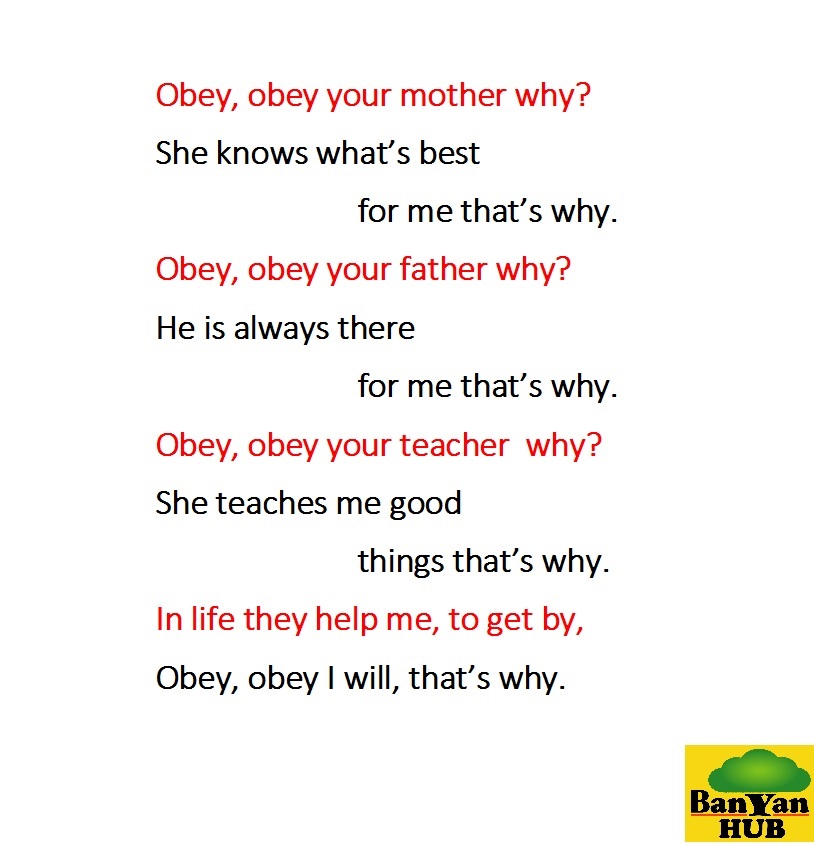 Obey, obey your mother why?
She knows what’s best
for me that’s why.
Obey, obey your father why?
He is always there
for me that’s why.
Obey, obey your teacher  why?
She teaches me good
things that’s why.
In life they help me, to get by,
Obey, obey I will, that’s why.
BanYan
HUB